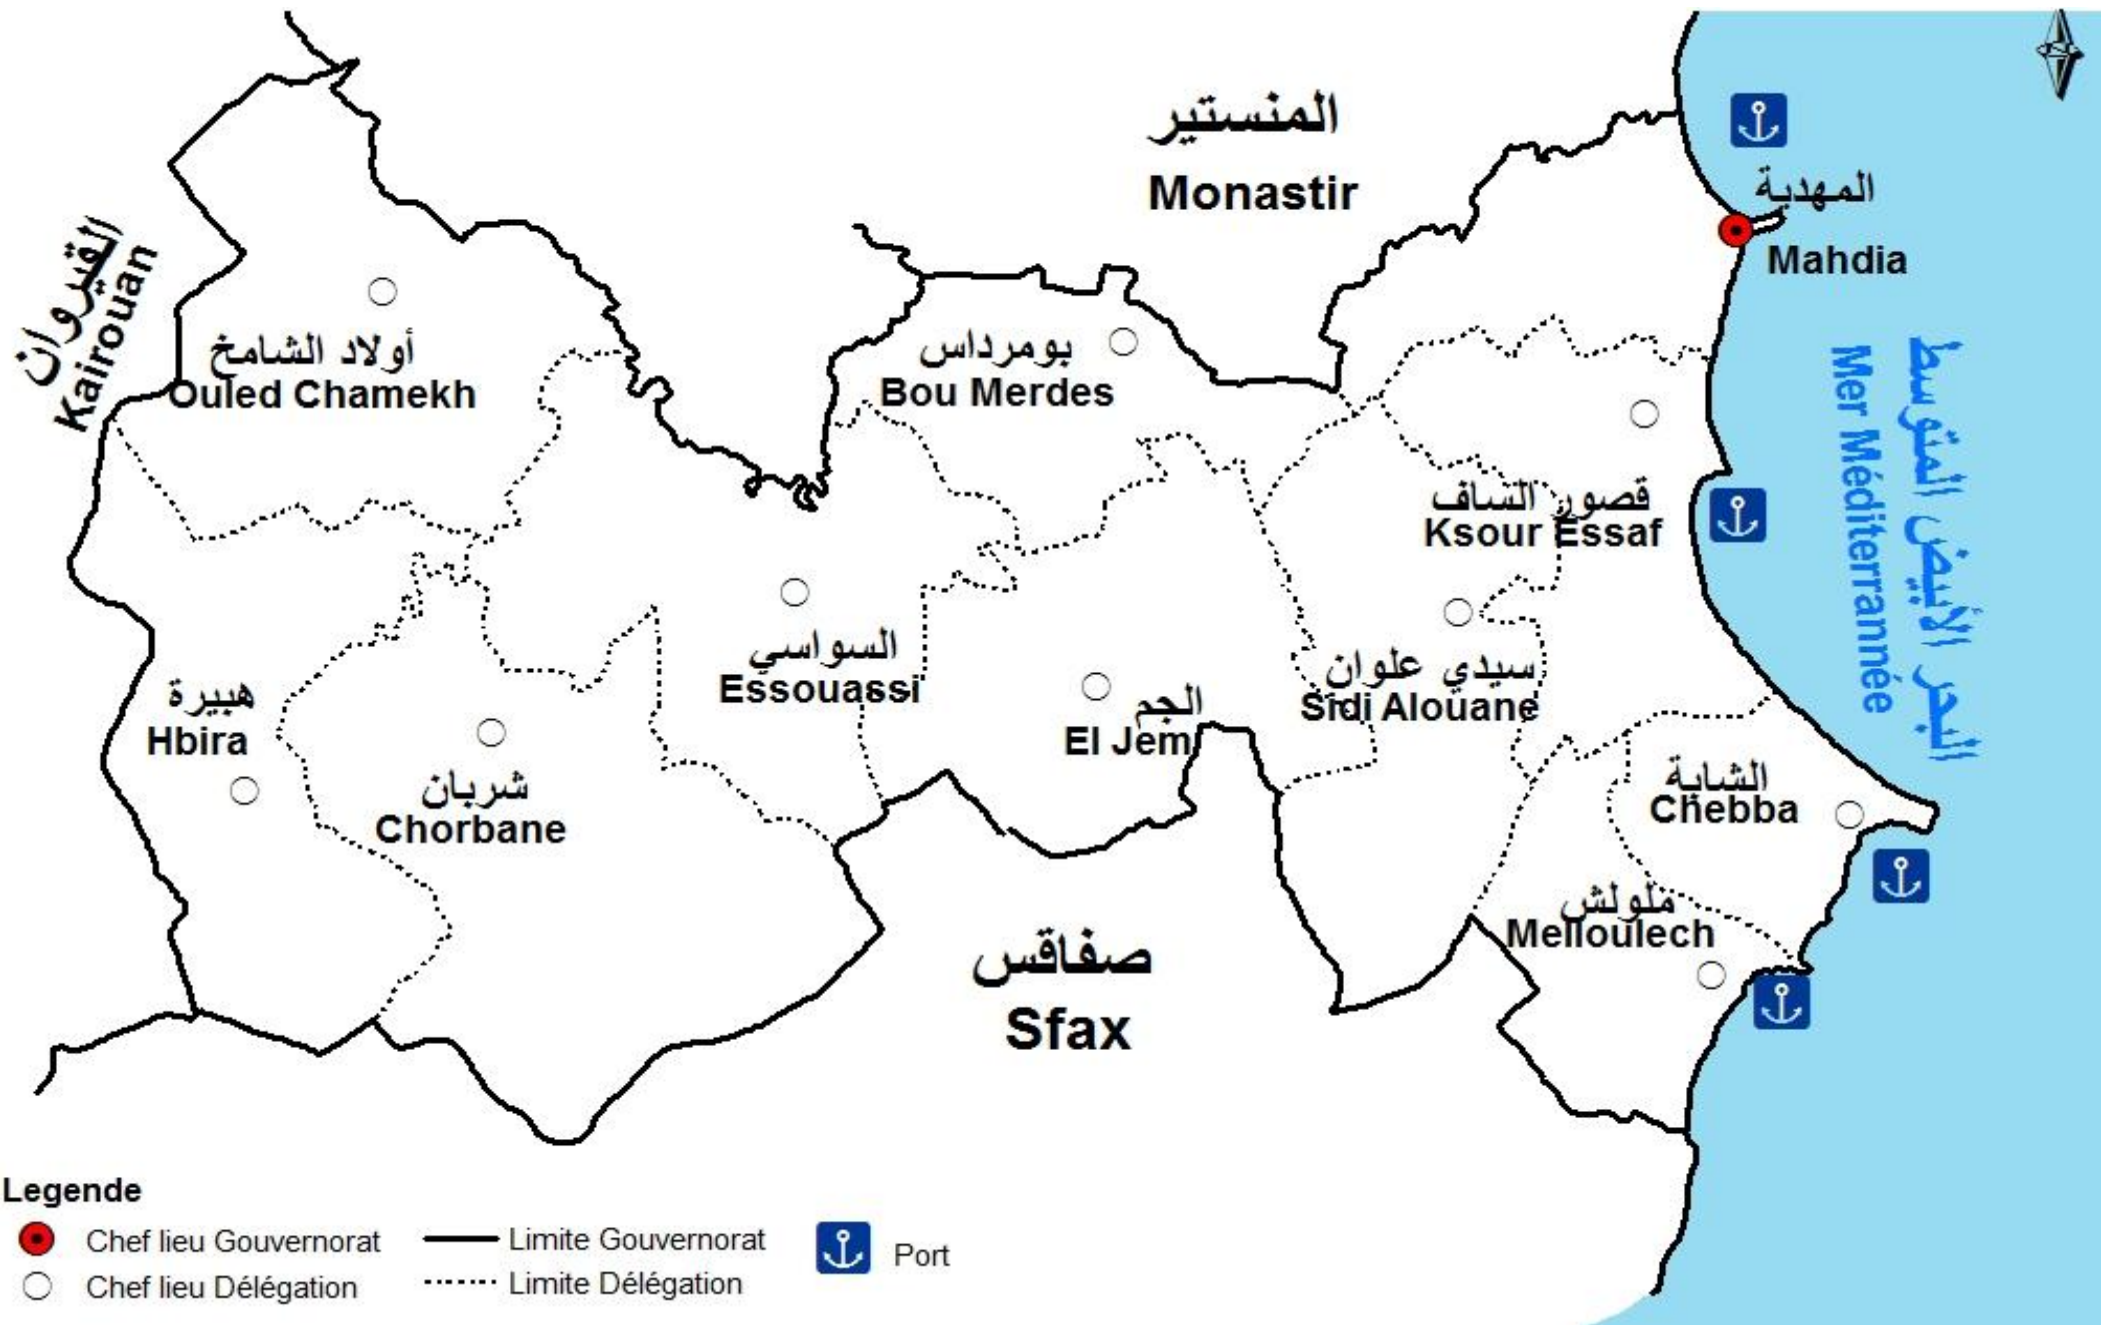 المنستير
Monastir
المهدية
Mahdia
القيروان
Kairouan
أولاد الشامخ
Ouled Chamekh
بومرداس
Bou Merdes
البحر الأبيض المتوسط
Mer Méditerrannée
قصور الساف
Ksour Essaf
السواسي
Essouassi
سيدي علوان
Sidi Alouane
هبيرة
Hbira
الجم
El Jem
شربان
Chorbane
الشابة
Chebba
ملولش
Melloulech
صفاقس
Sfax
Legende
Chef lieu Gouvernorat
Limite Gouvernorat
Port
Chef lieu Délégation
Limite Délégation